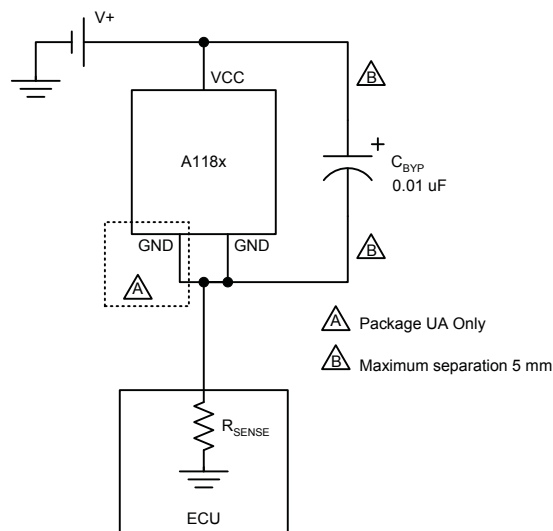 V+
VCC
B
A118x
+
C_BYP
0.01 uF
GND
GND
B
A
A Package UA Only
B Maximum separation 5 mm
R_SENSE
ECU